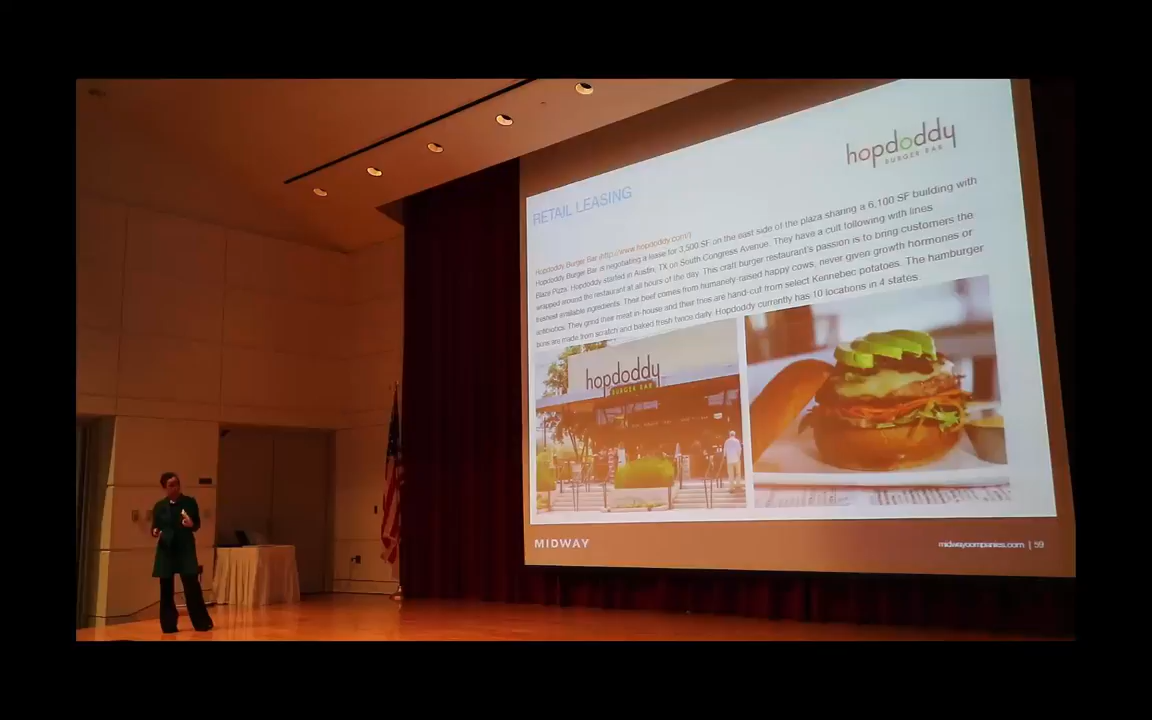 hopdoddy
BURGER BAR
RETAIL LEASING
Hopdoddy Burger Bar (http://www.hopdoddy.com/)
Hopdoddy Burger Bar is negotiating a lease for 3,500 SF on the east side of the plaza sharing a 6,100 SF building with
Blaze Pizza. Hopdoddy started in Austin, TX on South Congress Avenue. They have a cult following with lines
wrapped around the restaurant at all hours of the day. This craft burger restaurant's passion is to bring customers the
freshest available ingredients. Their beef comes from humanely-raised happy cows, never given growth hormones or
antibiotics. They grind their meat in-house and their fries are hand-cut from select Kennebec potatoes. The hamburger
buns are made from scratch and baked fresh twice daily. Hopdoddy currently has 10 locations in 4 states.
hopdoddy
BURGER BAR
MIDWAY
midwaycompanies.com | 59